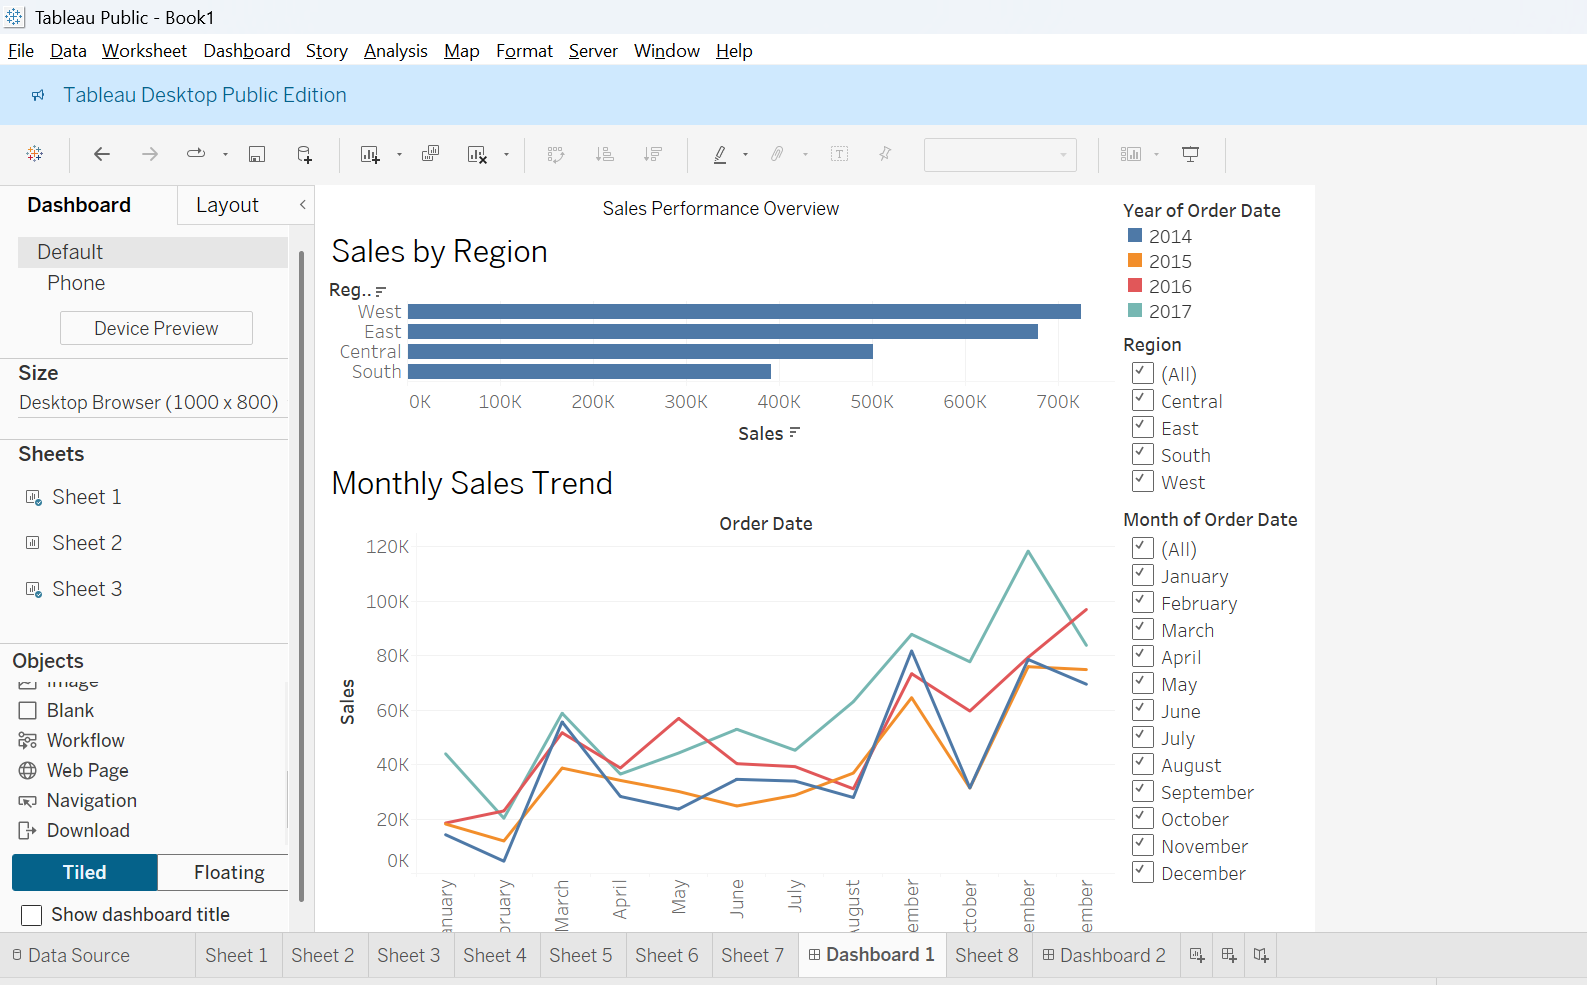 Tableau Public - Book1
File Data Worksheet Dashboard Story Analysis Map Format Server Window Help
Tableau Desktop Public Edition
Dashboard Layout
Default
Phone
Device Preview
Size
Desktop Browser (1000 x 800)
Sheets
Sheet 1
Sheet 2
Sheet 3
Objects
Image
Blank
Workflow
Web Page
Navigation
Download
Tiled Floating
Show dashboard title
Sales Performance Overview
Sales by Region
Reg..
West
East
Central
South
0K 100K 200K 300K 400K 500K 600K 700K
Sales
Monthly Sales Trend
Order Date
120K
100K
80K
60K
40K
20K
0K
Sales
nuary bruary March April May June July ugust ember ctober ember ember
Year of Order Date
2014
2015
2016
2017
Region
(All)
Central
East
South
West
Month of Order Date
(All)
January
February
March
April
May
June
July
August
September
October
November
December
Data Source Sheet 1 Sheet 2 Sheet 3 Sheet 4 Sheet 5 Sheet 6 Sheet 7 Dashboard 1 Sheet 8 Dashboard 2